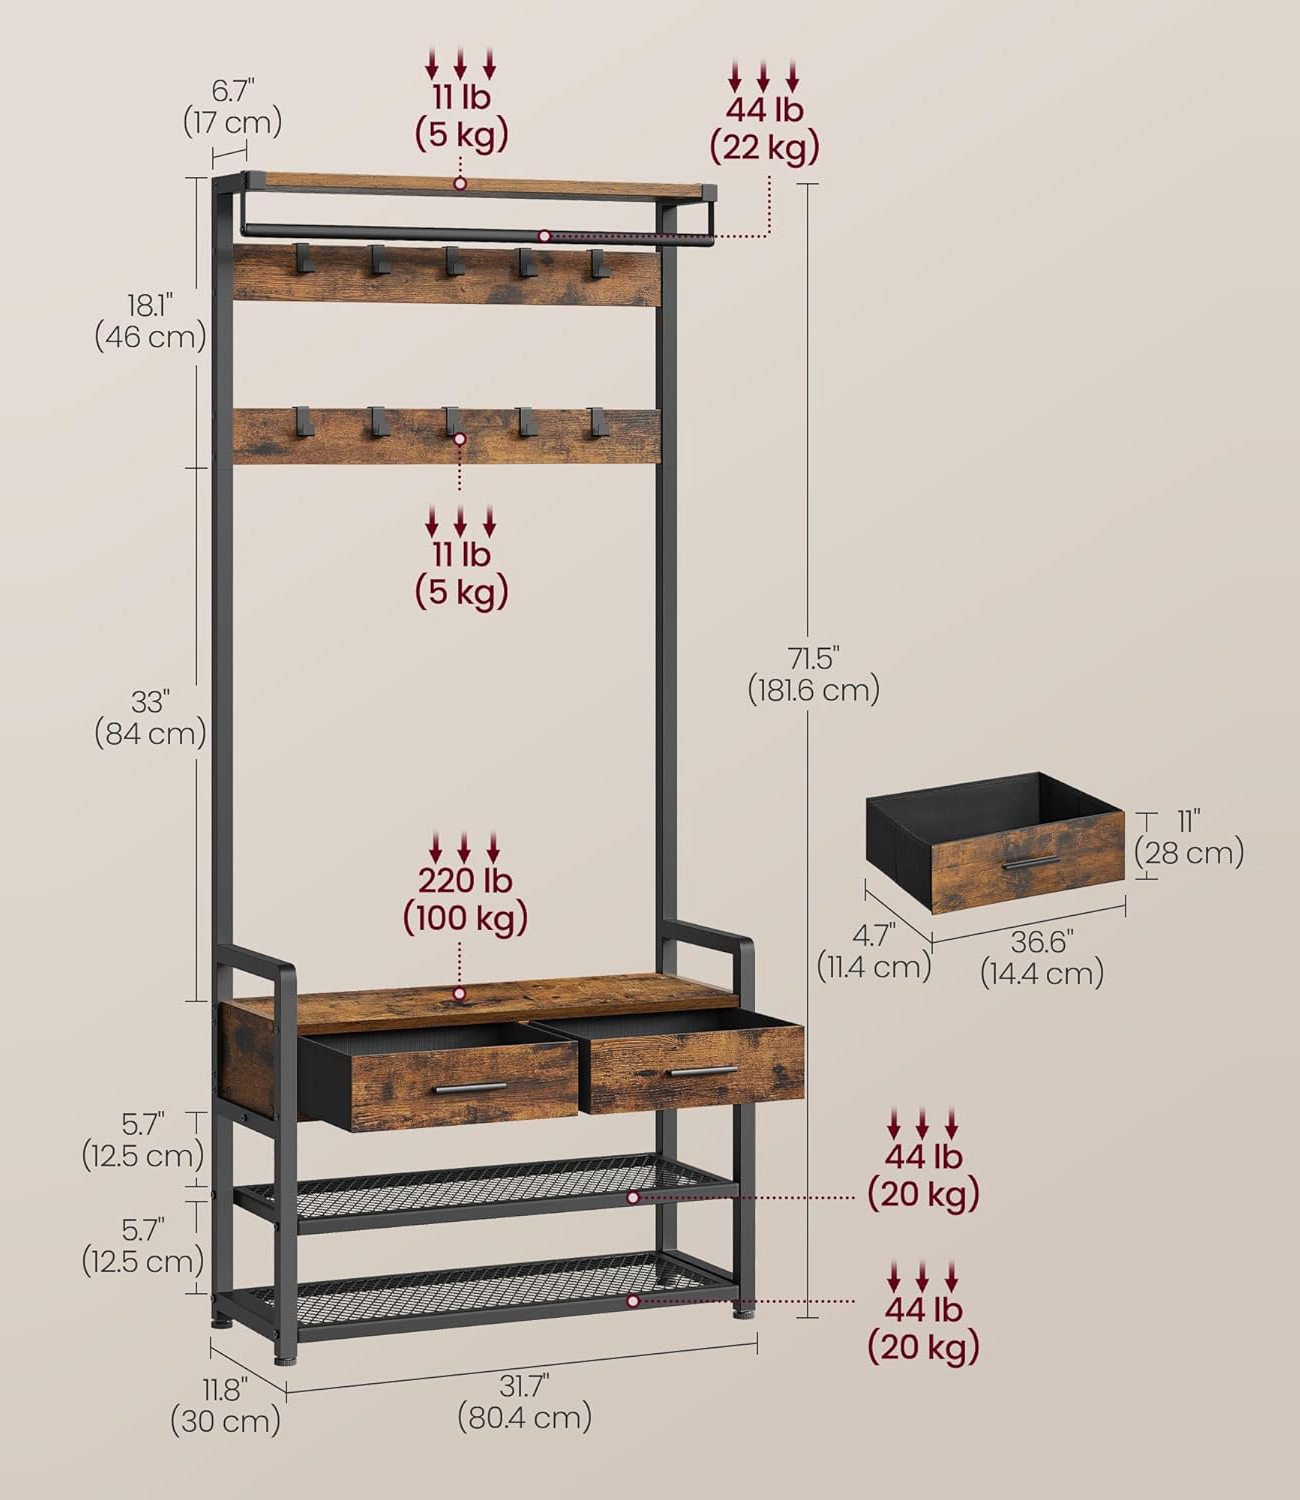 6.7"
(17 cm)
11 lb
(5 kg)
44 lb
(22 kg)
18.1"
(46 cm)
11 lb
(5 kg)
33"
(84 cm)
71.5"
(181.6 cm)
220 lb
(100 kg)
11"
(28 cm)
4.7"
(11.4 cm)
36.6"
(14.4 cm)
5.7"
(12.5 cm)
44 lb
(20 kg)
5.7"
(12.5 cm)
44 lb
(20 kg)
11.8"
(30 cm)
31.7"
(80.4 cm)